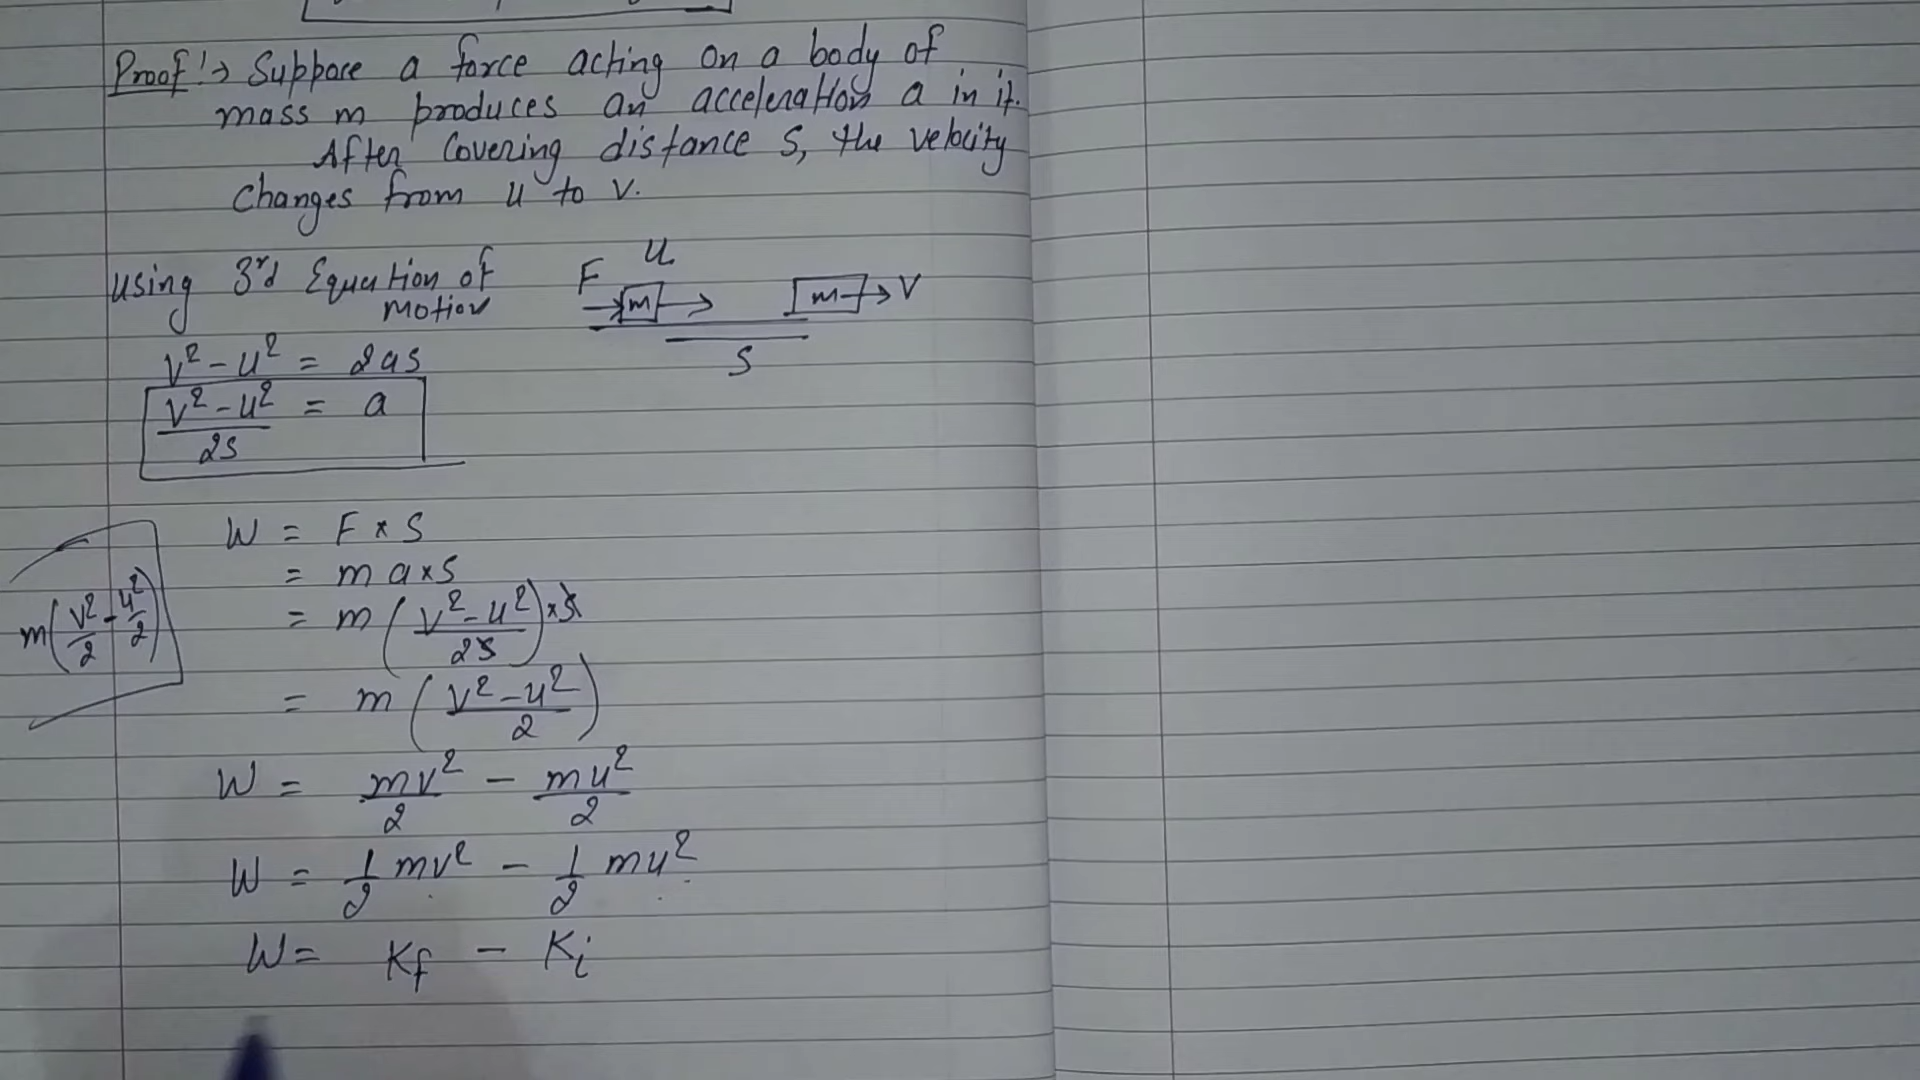 Proof :→ Suppose a force acting on a body of
mass m produces an acceleration a in it.
After Covering distance s, the velocity
Changes from u to v.
using 3rd Equation of
motion
F u
m m v
s
v² - u² = 2as
v² - u² / 2s = a
W = F × S
= m a × s
= m ( v² - u² / 2s ) × s
m ( v²/2 - u²/2 )
= m ( v² - u² / 2 )
W = mv²/2 - mu²/2
W = 1/2 mv² - 1/2 mu²
W = Kf - Ki